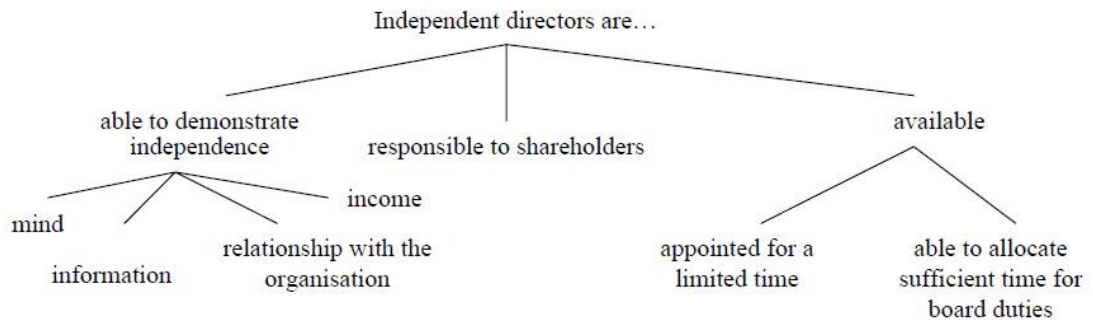 Independent directors are…
able to demonstrate
independence
responsible to shareholders
available
mind
information
relationship with the
organisation
income
appointed for a
limited time
able to allocate
sufficient time for
board duties